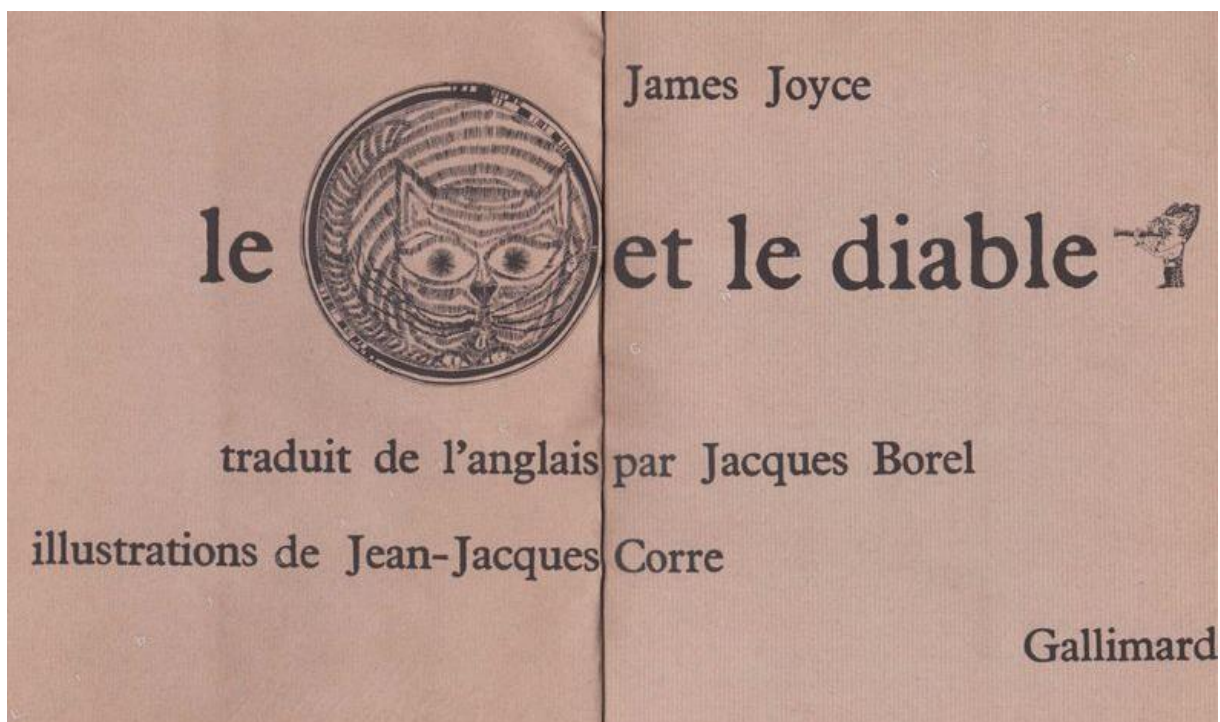 James Joyce
le et le diable
traduit de l'anglais par Jacques Borel
illustrations de Jean-Jacques Corre
Gallimard